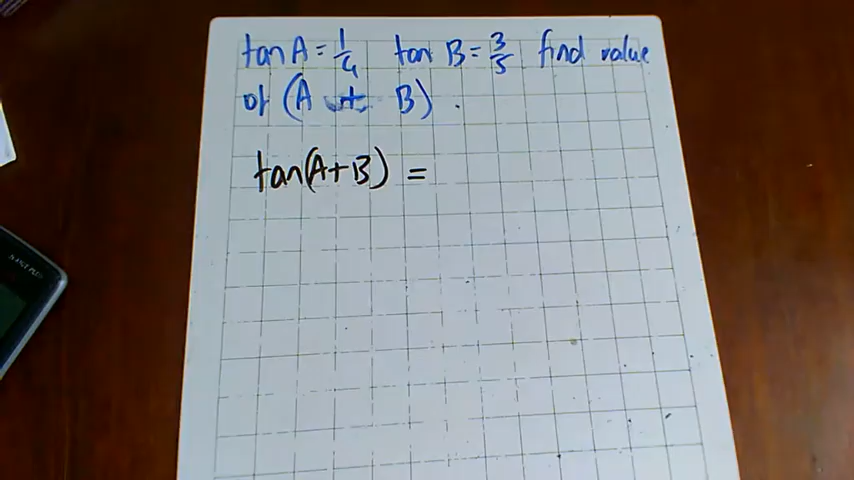 tan A = 1/4 tan B = 3/5 find value
of (A + B).
tan(A+B) =